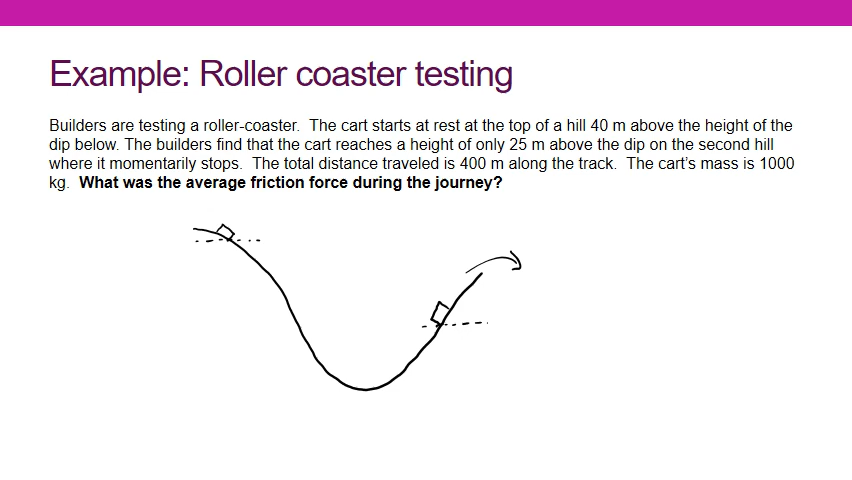 Example: Roller coaster testing
Builders are testing a roller-coaster.  The cart starts at rest at the top of a hill 40 m above the height of the
dip below. The builders find that the cart reaches a height of only 25 m above the dip on the second hill
where it momentarily stops.  The total distance traveled is 400 m along the track.  The cart's mass is 1000
kg.  What was the average friction force during the journey?